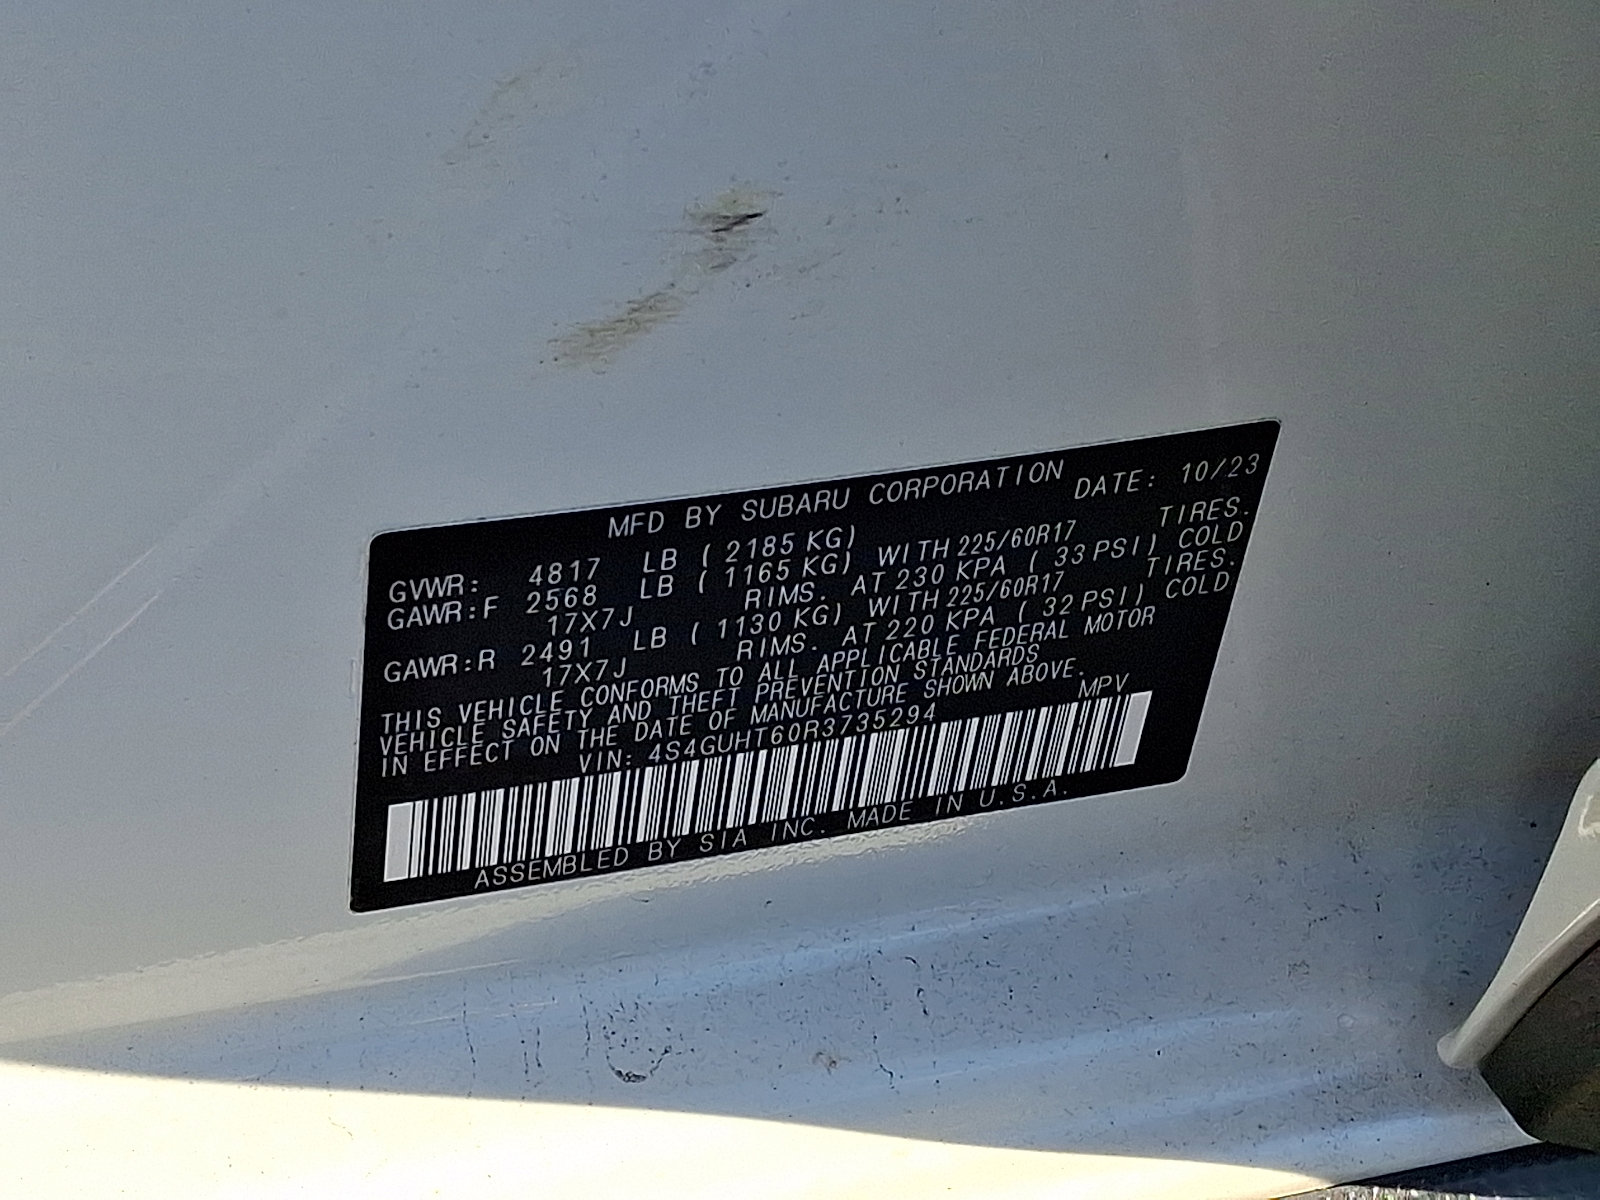 MFD BY SUBARU CORPORATION DATE: 10/23
GVWR: 4817 LB ( 2185 KG)
GAWR:F 2568 LB ( 1165 KG) WITH 225/60R17 TIRES.
17X7J RIMS. AT 230 KPA ( 33 PSI) COLD
GAWR:R 2491 LB ( 1130 KG) WITH 225/60R17 TIRES.
17X7J RIMS. AT 220 KPA ( 32 PSI) COLD
THIS VEHICLE CONFORMS TO ALL APPLICABLE FEDERAL MOTOR
VEHICLE SAFETY AND THEFT PREVENTION STANDARDS
IN EFFECT ON THE DATE OF MANUFACTURE SHOWN ABOVE.
VIN: 4S4GUHT60R3735294 MPV
ASSEMBLED BY SIA INC. MADE IN U.S.A.